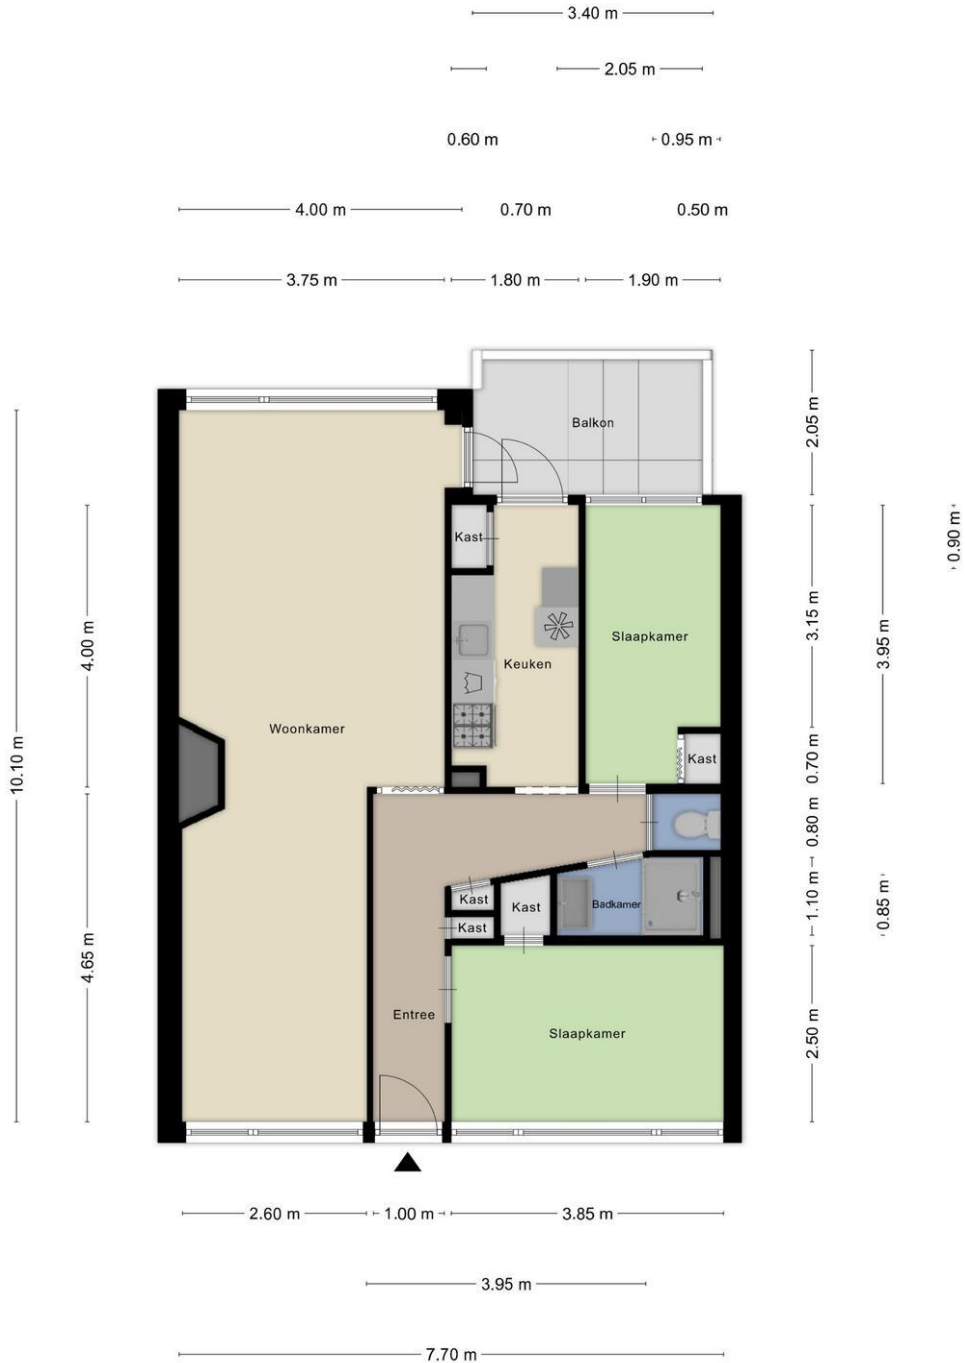 3.40 m
2.05 m
0.60 m
0.95 m
4.00 m
0.70 m
0.50 m
3.75 m
1.80 m
1.90 m
Balkon
2.05 m
Kast
0.90 m
Slaapkamer
3.15 m
4.00 m
3.95 m
Keuken
Woonkamer
Kast
0.70 m
10.10 m
0.80 m
Kast
Kast
Badkamer
1.10 m
0.85 m
Kast
4.65 m
Entree
Slaapkamer
2.50 m
2.60 m
1.00 m
3.85 m
3.95 m
7.70 m